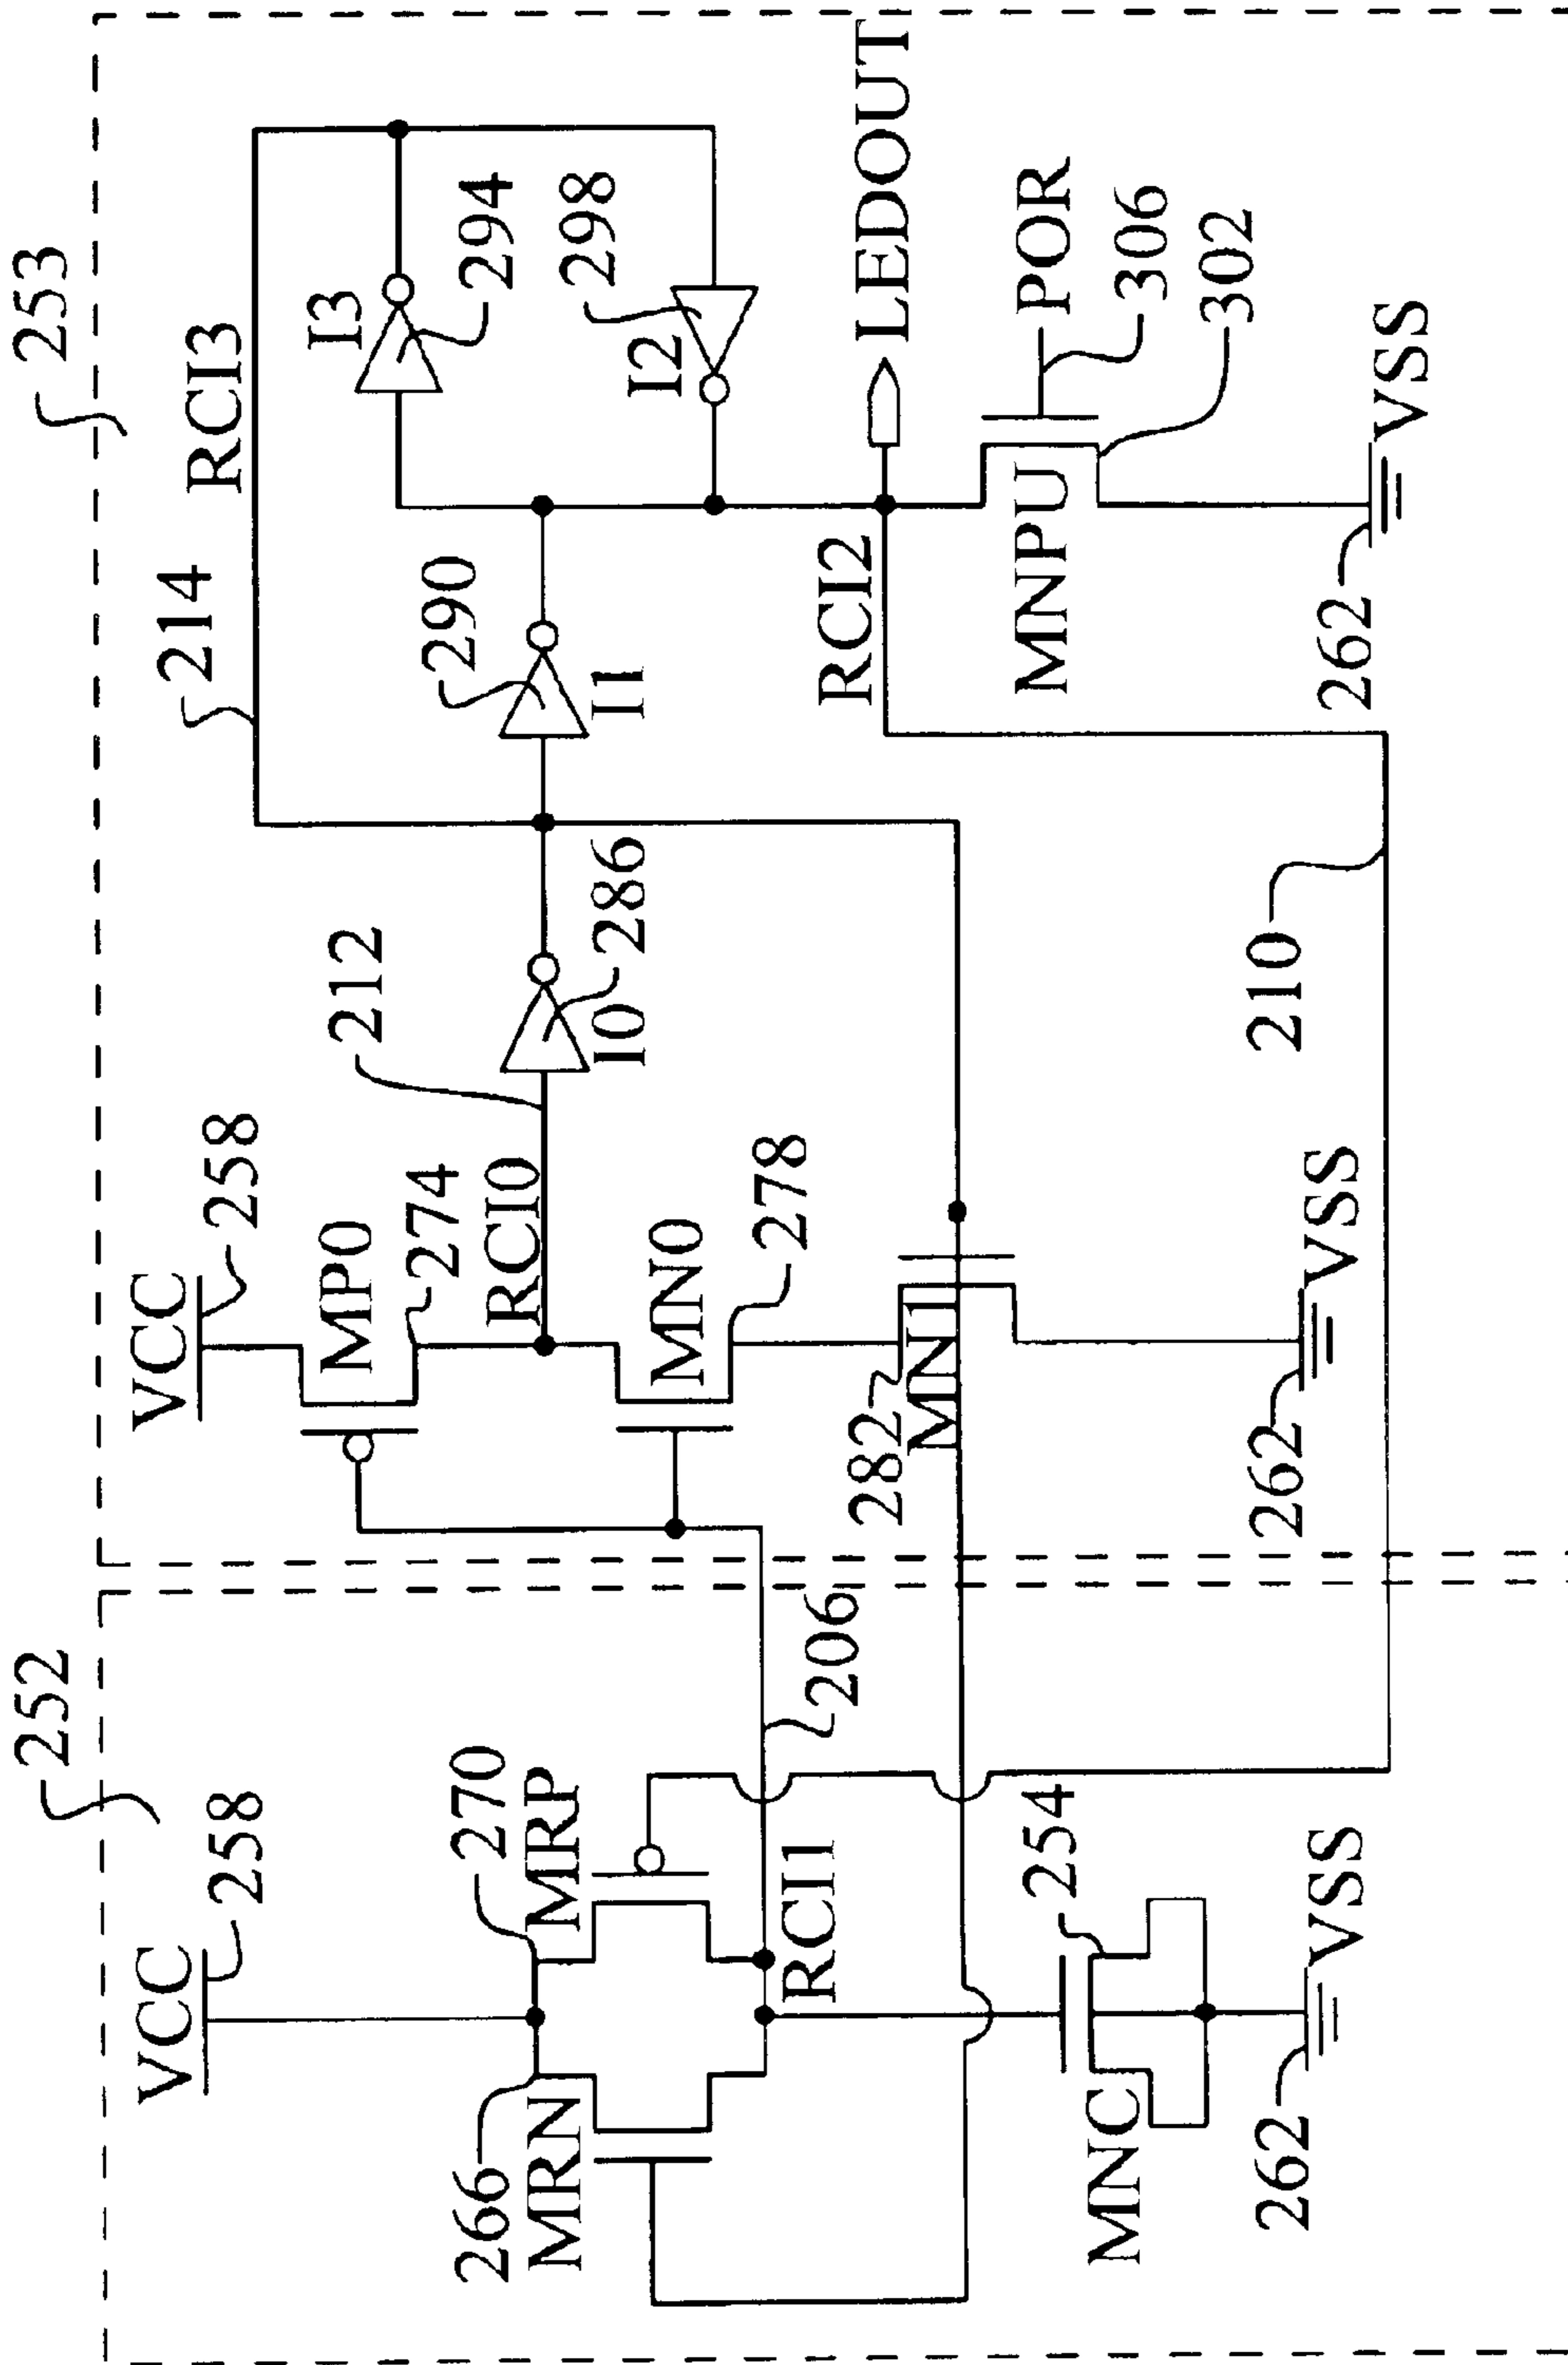 252
253
VCC
258
VCC
258
214
RCI3
MP0
274
212
I3
294
266
MRN
270
MRP
RCI0
290
I0
286
I1
298
I2
MN0
278
206
RCI1
282
MN1
RCI2
LEDOUT
MNC
254
MNPU
POR
306
302
262
VSS
262
VSS
210
262
VSS